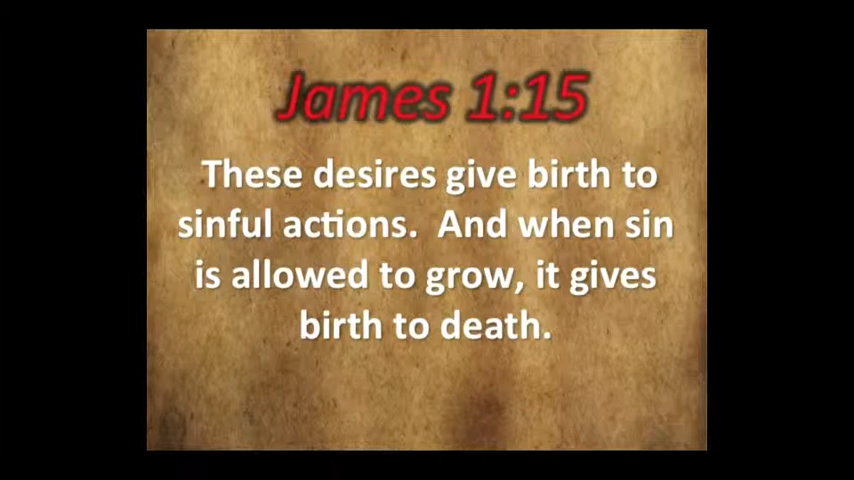 James 1:15
These desires give birth to
sinful actions.  And when sin
is allowed to grow, it gives
birth to death.